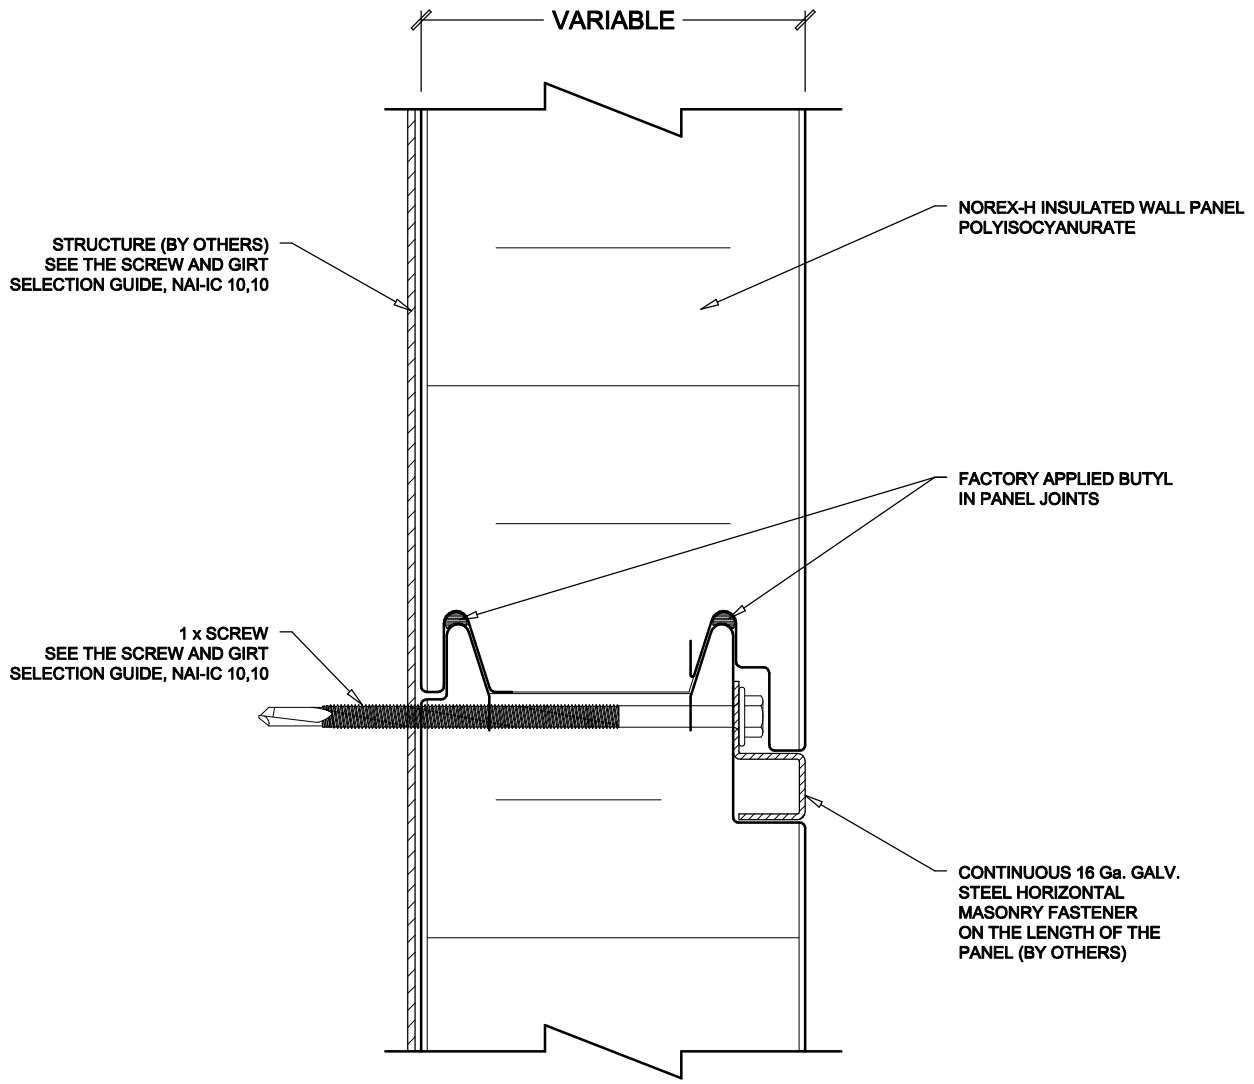 VARIABLE
NOREX-H INSULATED WALL PANEL
POLYISOCYANURATE
STRUCTURE (BY OTHERS)
SEE THE SCREW AND GIRT
SELECTION GUIDE, NAI-IC 10,10
FACTORY APPLIED BUTYL
IN PANEL JOINTS
1 x SCREW
SEE THE SCREW AND GIRT
SELECTION GUIDE, NAI-IC 10,10
CONTINUOUS 16 Ga. GALV.
STEEL HORIZONTAL
MASONRY FASTENER
ON THE LENGTH OF THE
PANEL (BY OTHERS)